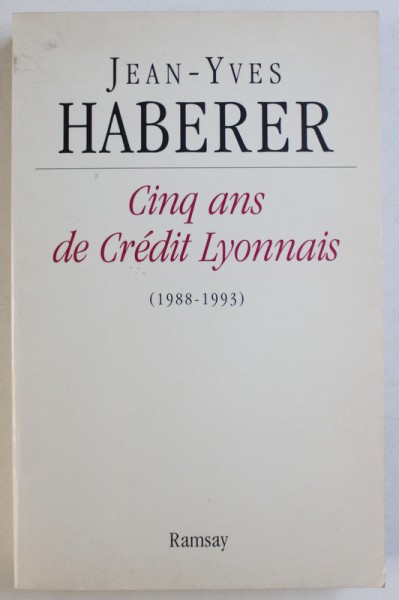 JEAN-YVES
HABERER
Cinq ans
de Crédit Lyonnais
(1988-1993)
Ramsay